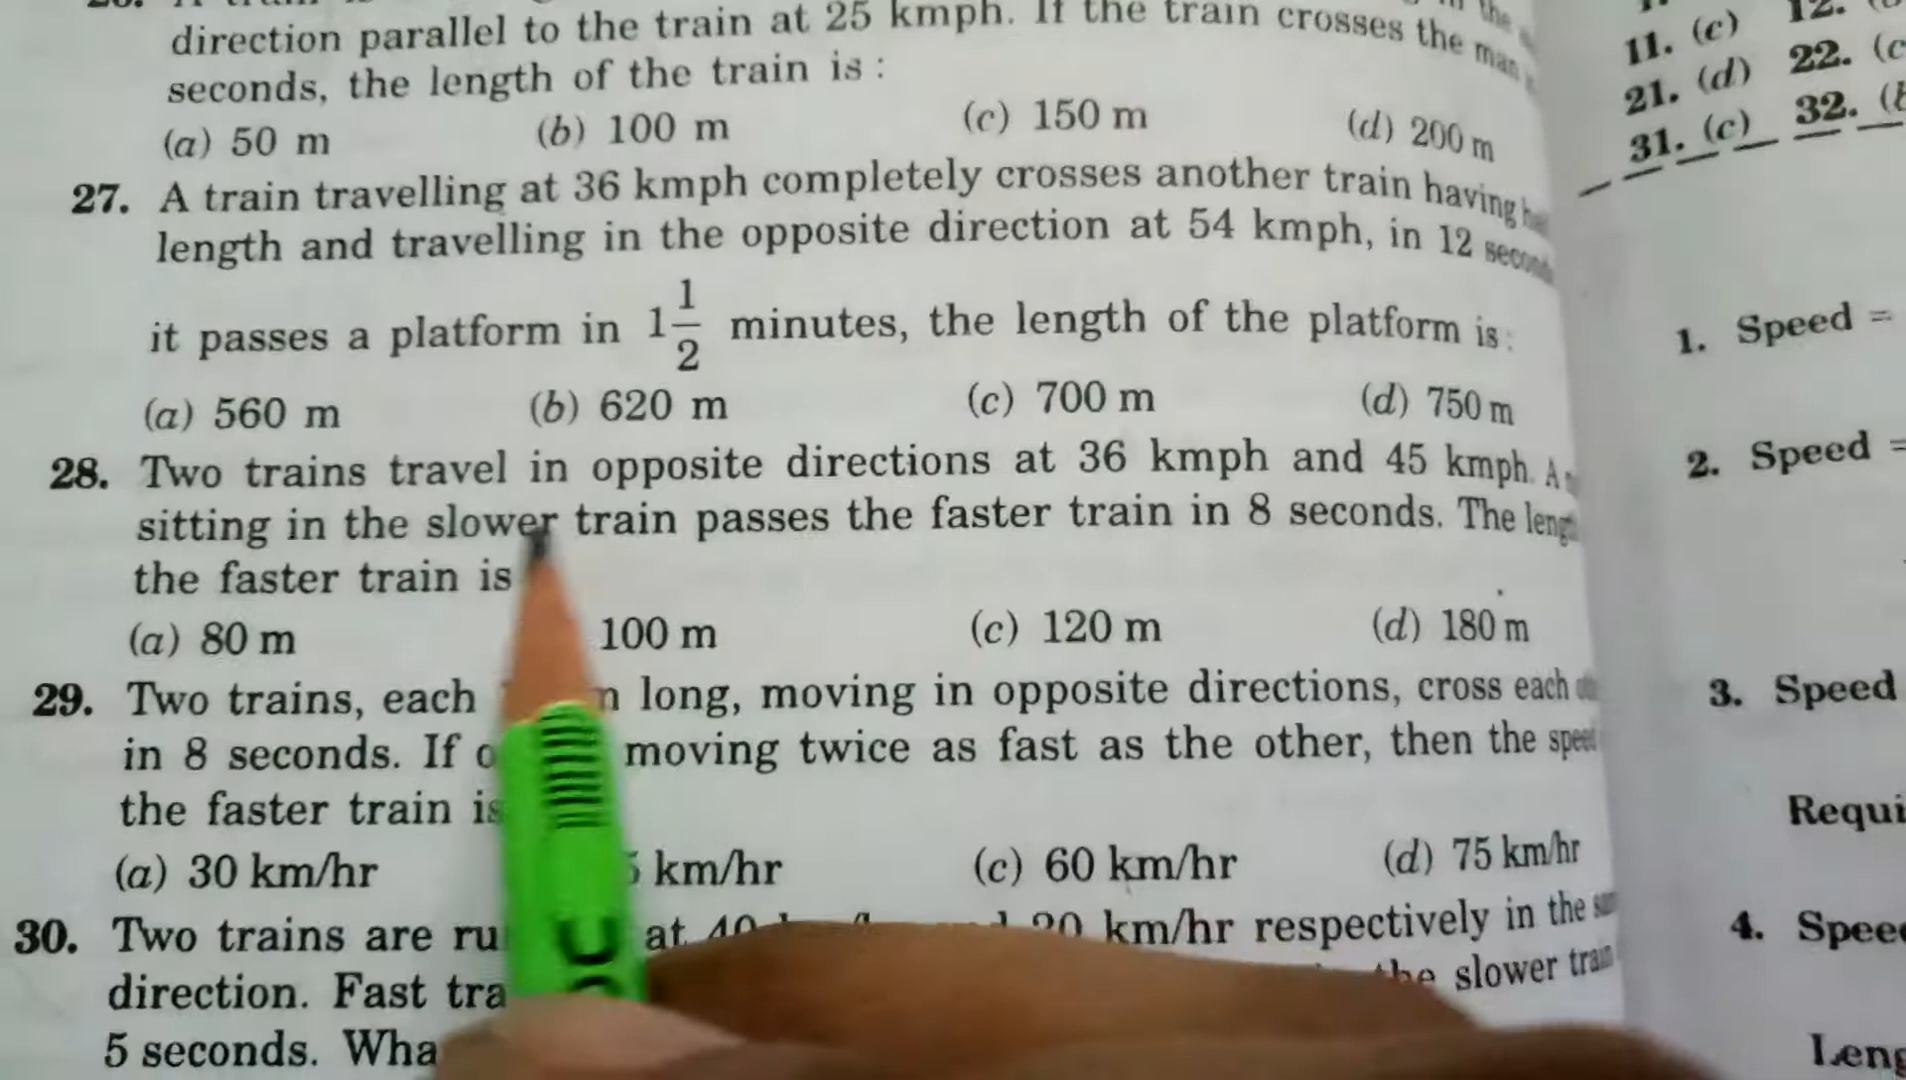 direction parallel to the train at 25 kmph. If the train crosses the man
seconds, the length of the train is :
(a) 50 m (b) 100 m (c) 150 m (d) 200 m
27. A train travelling at 36 kmph completely crosses another train having
length and travelling in the opposite direction at 54 kmph, in 12
it passes a platform in 1 1/2 minutes, the length of the platform is :
(a) 560 m (b) 620 m (c) 700 m (d) 750 m
28. Two trains travel in opposite directions at 36 kmph and 45 kmph. A
sitting in the slower train passes the faster train in 8 seconds. The
the faster train is
(a) 80 m 100 m (c) 120 m (d) 180 m
29. Two trains, each long, moving in opposite directions, cross each
in 8 seconds. If moving twice as fast as the other, then the
the faster train is
(a) 30 km/hr km/hr (c) 60 km/hr (d) 75 km/hr
30. Two trains are at 40 km/hr respectively in the
direction. Fast the slower train
5 seconds.
11. (c) 12.
21. (d) 22. (c
31. (c) 32.
1. Speed =
2. Speed =
3. Speed
4.